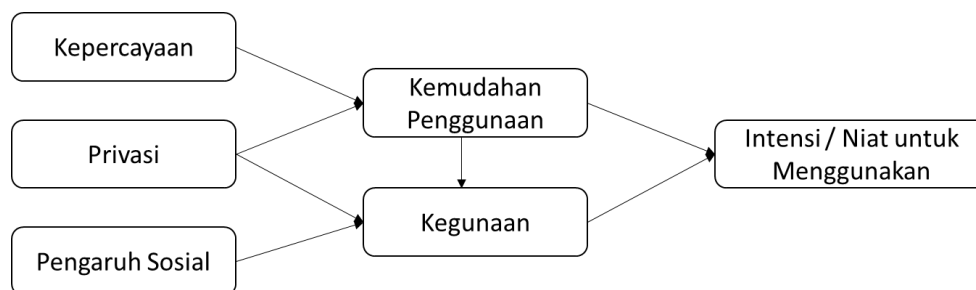 Kepercayaan
Kemudahan
Penggunaan
Privasi
Intensi / Niat untuk
Menggunakan
Kegunaan
Pengaruh Sosial